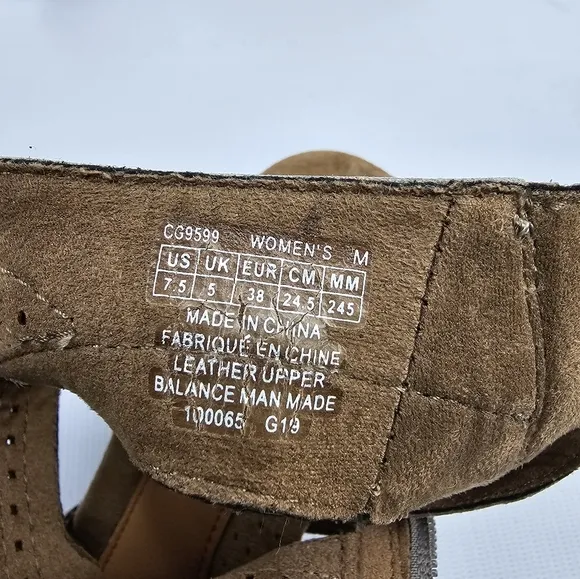 CG9599 WOMEN'S M
US UK EUR CM MM
7.5 5 38 24.5 245
MADE IN CHINA
FABRIQUÉ EN CHINE
LEATHER UPPER
BALANCE MAN MADE
100065 G19